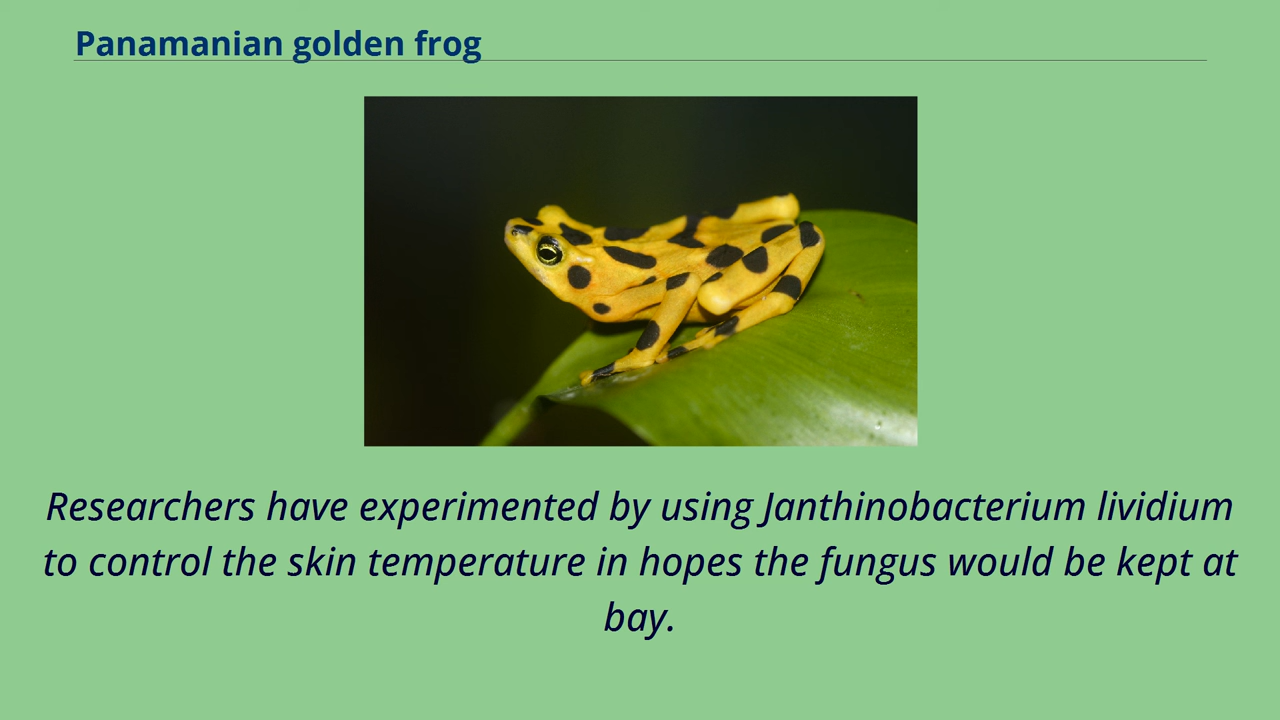 Panamanian golden frog
Researchers have experimented by using Janthinobacterium lividium
to control the skin temperature in hopes the fungus would be kept at
bay.